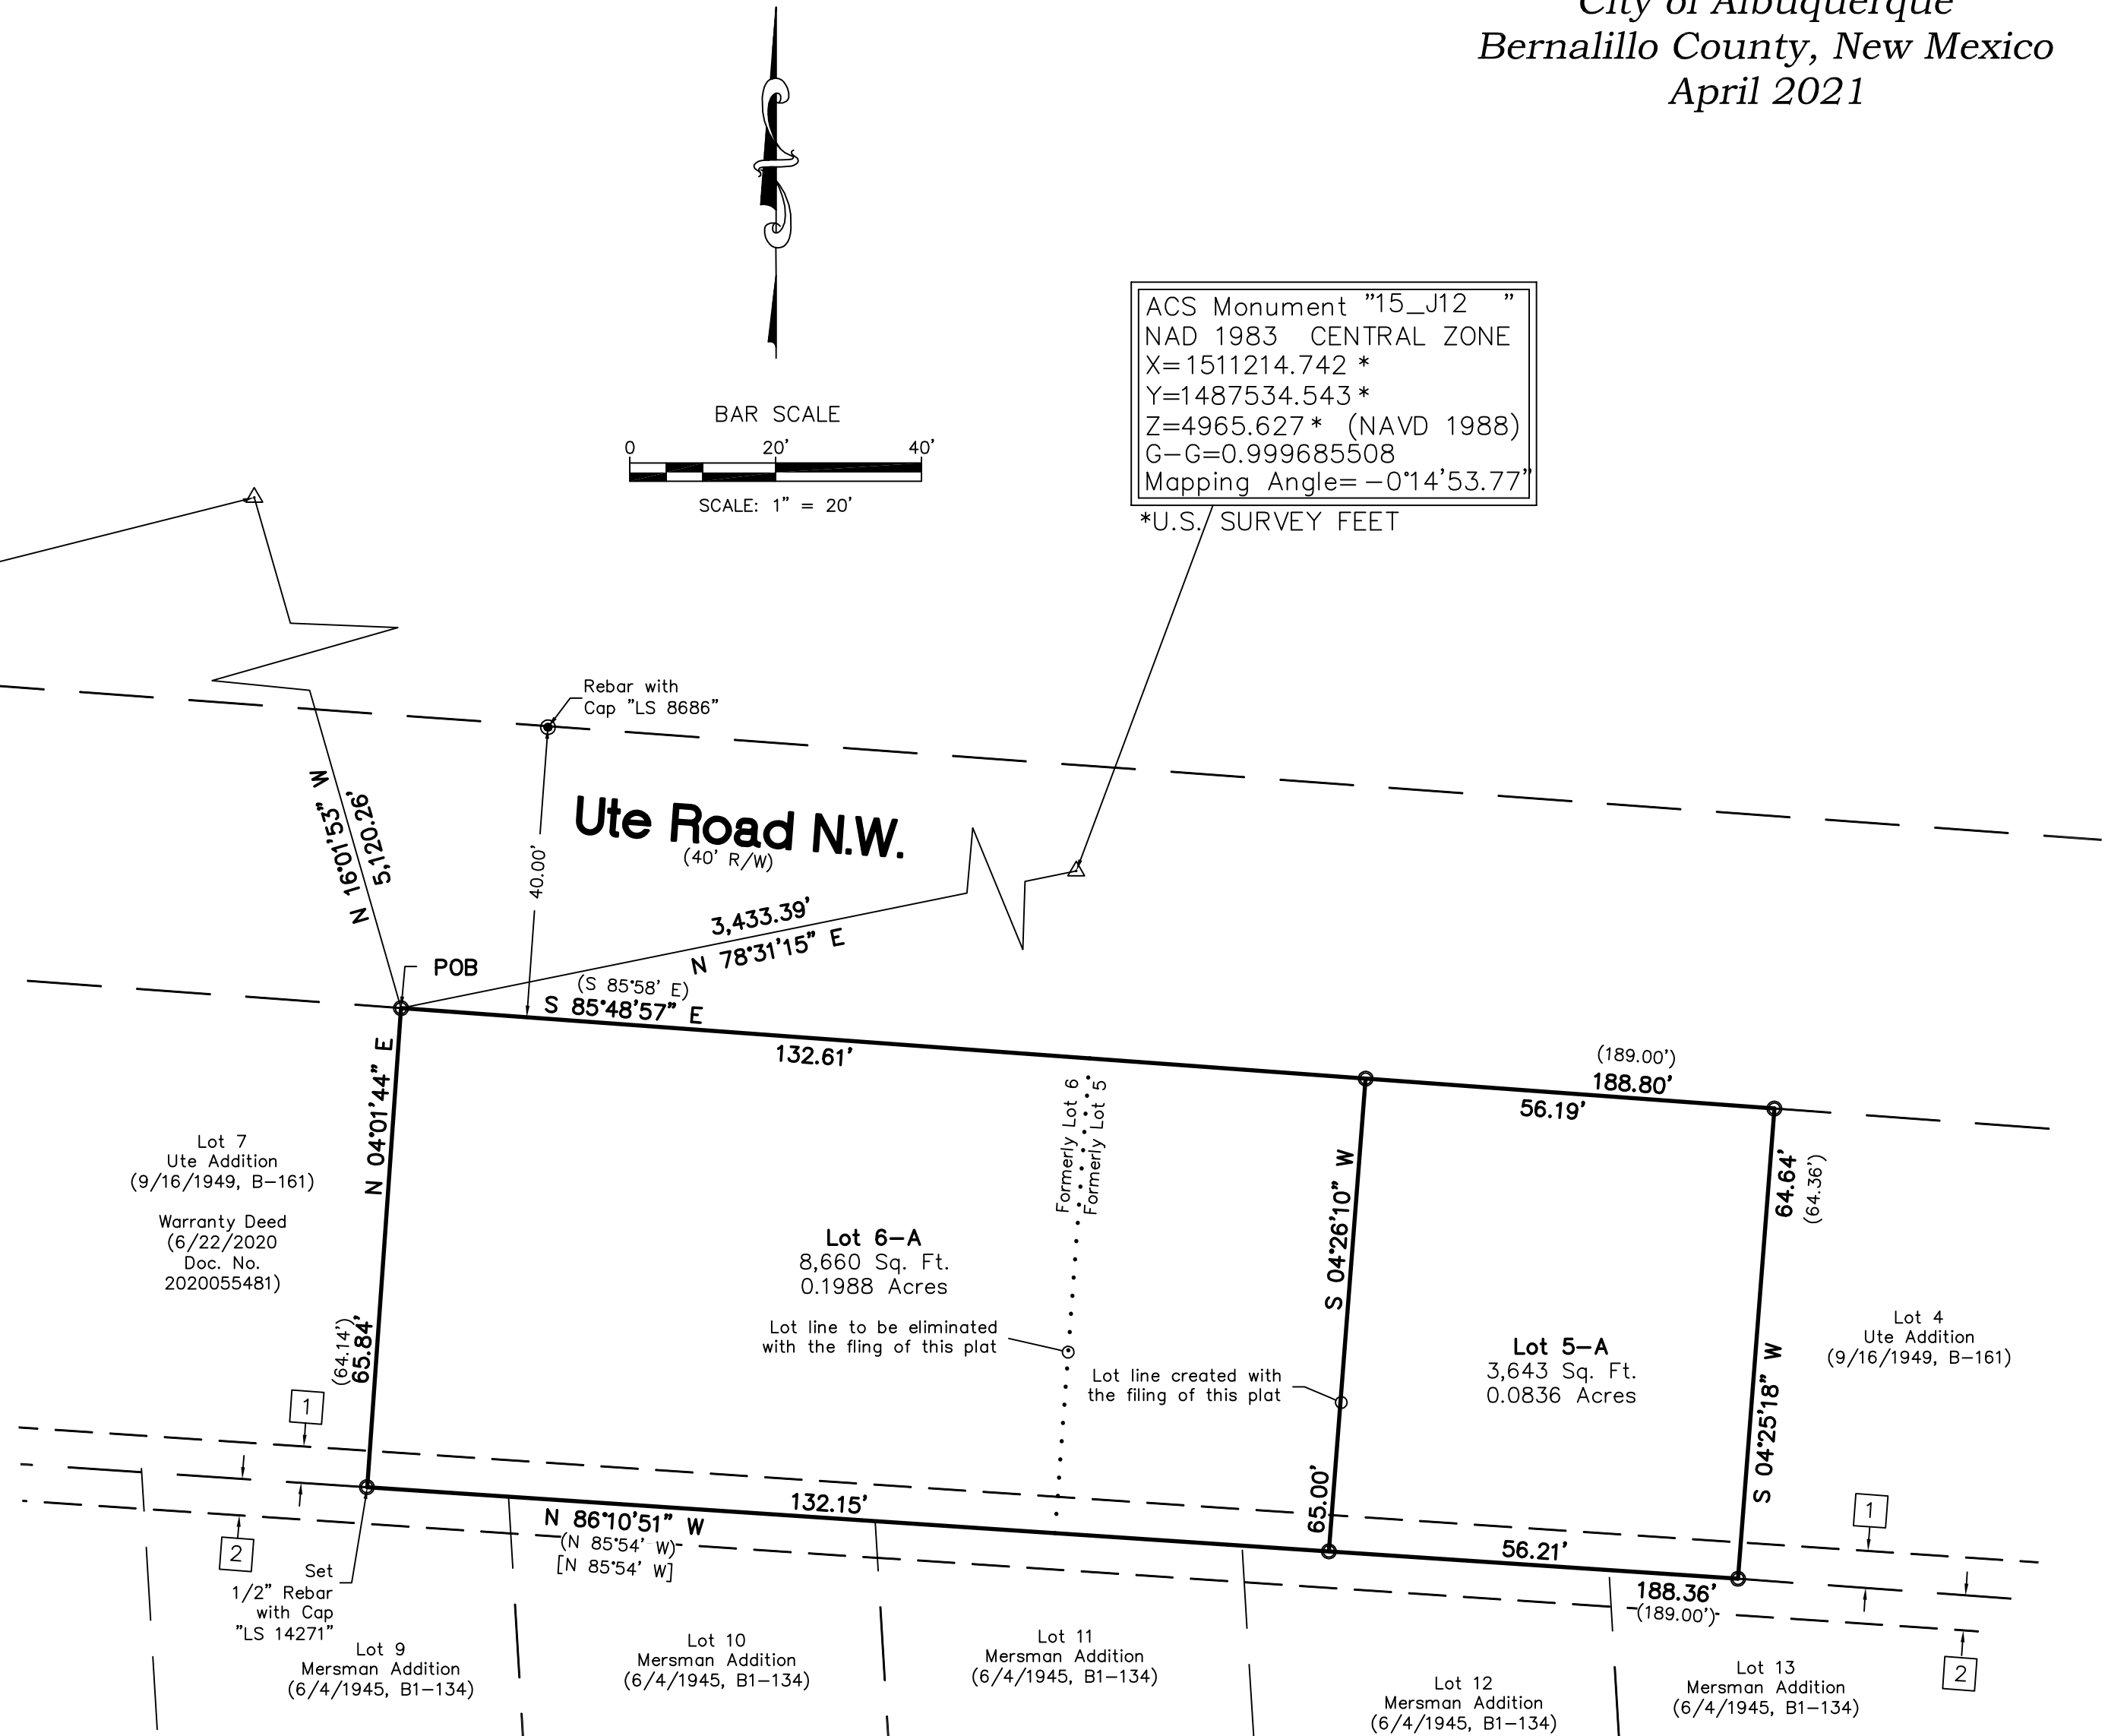 City of Albuquerque
Bernalillo County, New Mexico
April 2021
ACS Monument "15_J12 "
NAD 1983 CENTRAL ZONE
X=1511214.742 *
Y=1487534.543 *
Z=4965.627* (NAVD 1988)
G-G=0.999685508
Mapping Angle= -0°14'53.77"
*U.S. SURVEY FEET
BAR SCALE
0 20' 40'
SCALE: 1" = 20'
Rebar with
Cap "LS 8686"
N 16°01'53" W
5,120.26'
Ute Road N.W.
(40' R/W)
40.00'
3,433.39'
N 78°31'15" E
POB
(S 85°58' E)
S 85°48'57" E
132.61'
(189.00')
188.80'
56.19'
N 04°01'44" E
65.84'
(64.14')
Formerly Lot 6
Formerly Lot 5
S 04°26'10" W
65.00'
64.64'
(64.36')
S 04°25'18" W
Lot 7
Ute Addition
(9/16/1949, B-161)
Warranty Deed
(6/22/2020
Doc. No.
2020055481)
Lot 6-A
8,660 Sq. Ft.
0.1988 Acres
Lot line to be eliminated
with the fling of this plat
Lot line created with
the filing of this plat
Lot 5-A
3,643 Sq. Ft.
0.0836 Acres
Lot 4
Ute Addition
(9/16/1949, B-161)
1
2
1
2
132.15'
N 86°10'51" W
(N 85°54' W)
[N 85°54' W]
56.21'
188.36'
(189.00')
Set
1/2" Rebar
with Cap
"LS 14271"
Lot 9
Mersman Addition
(6/4/1945, B1-134)
Lot 10
Mersman Addition
(6/4/1945, B1-134)
Lot 11
Mersman Addition
(6/4/1945, B1-134)
Lot 12
Mersman Addition
(6/4/1945, B1-134)
Lot 13
Mersman Addition
(6/4/1945, B1-134)